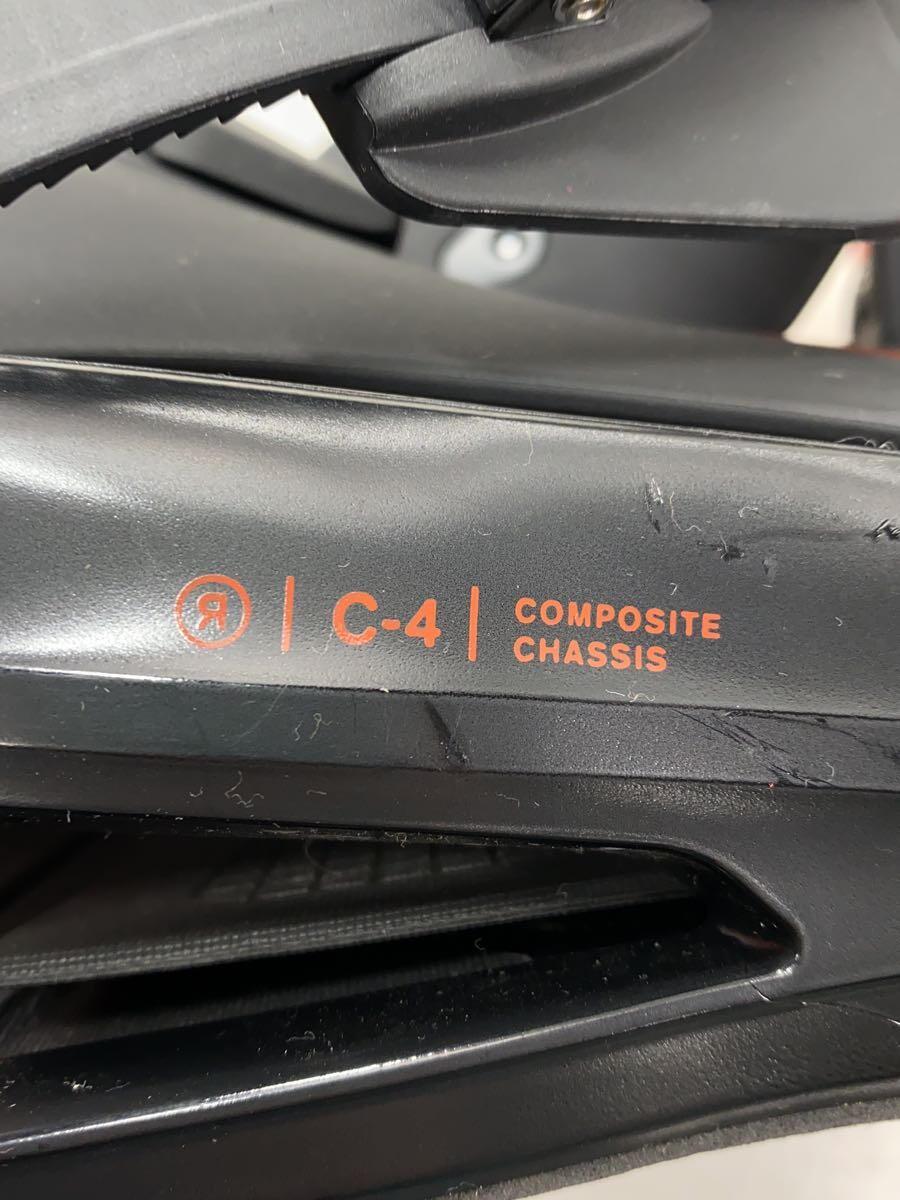 Я | C-4 | COMPOSITE
CHASSIS